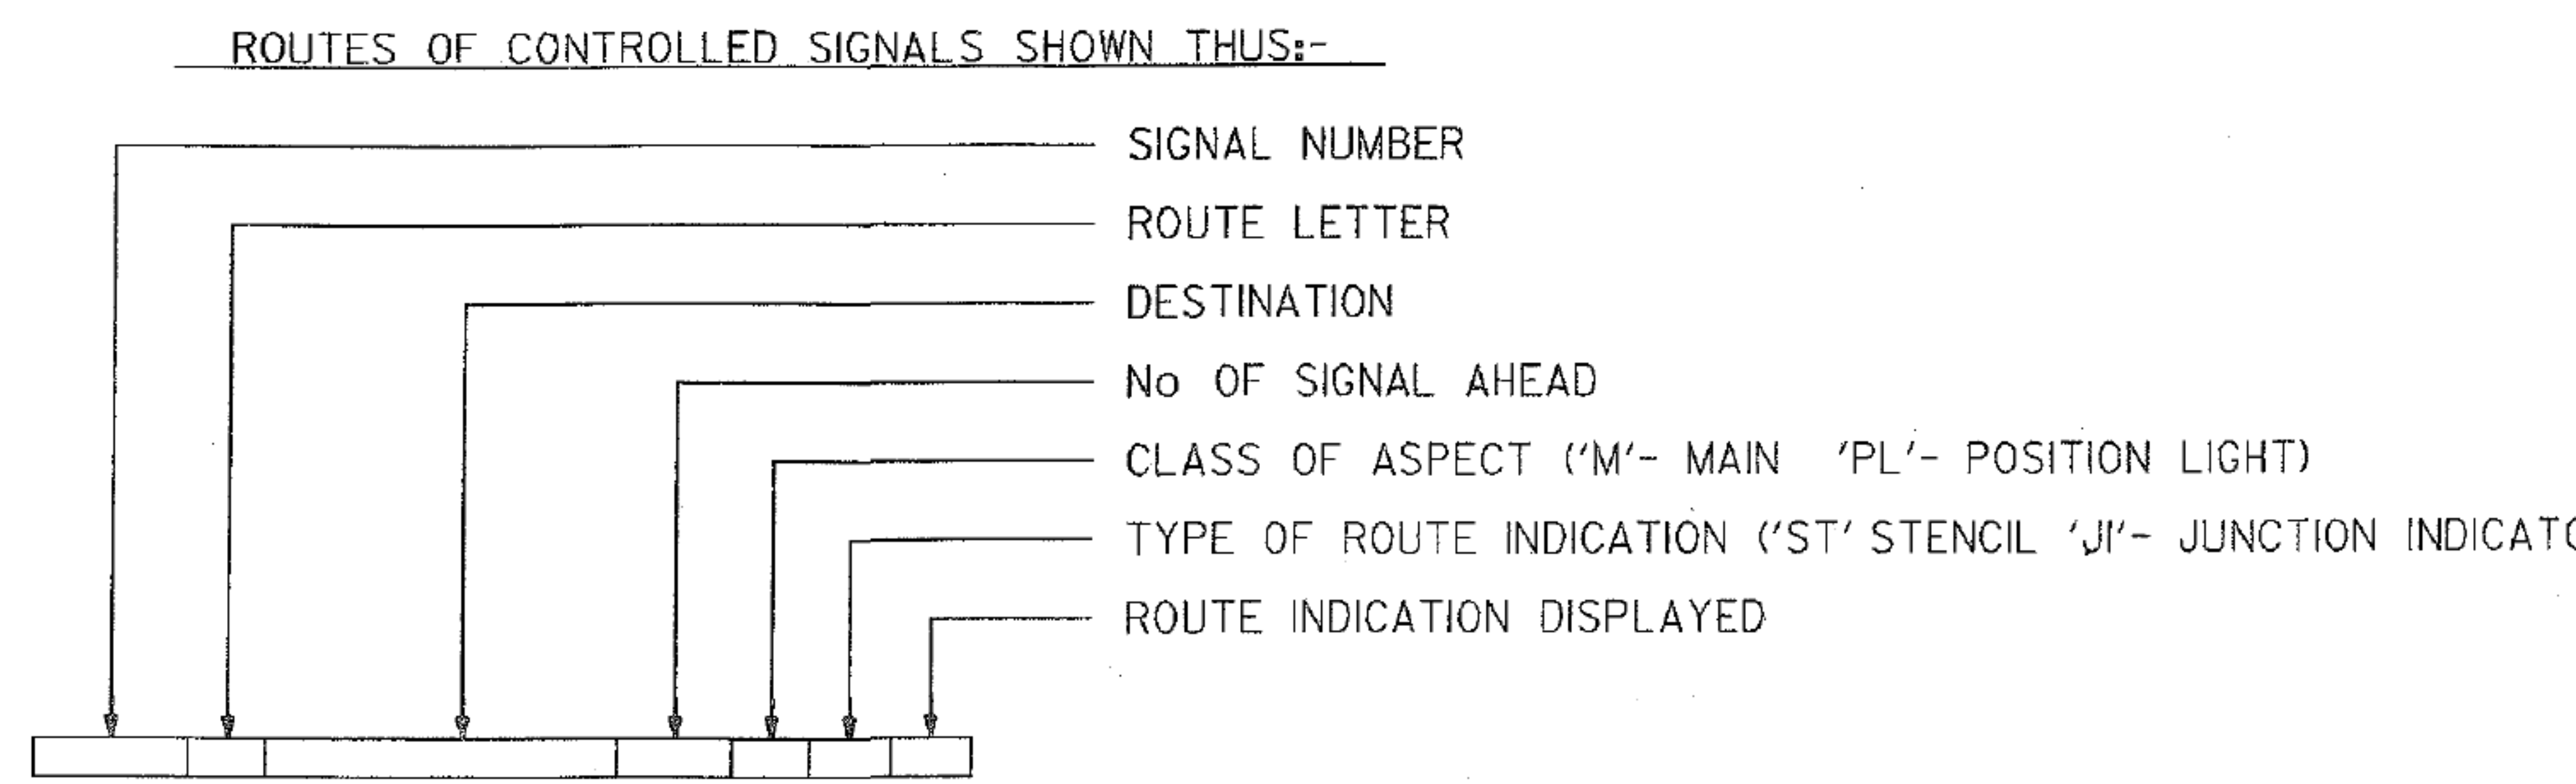 ROUTES OF CONTROLLED SIGNALS SHOWN THUS:-
SIGNAL NUMBER
ROUTE LETTER
DESTINATION
No OF SIGNAL AHEAD
CLASS OF ASPECT ('M'- MAIN 'PL'- POSITION LIGHT)
TYPE OF ROUTE INDICATION ('ST' STENCIL 'JI'- JUNCTION
ROUTE INDICATION DISPLAYED